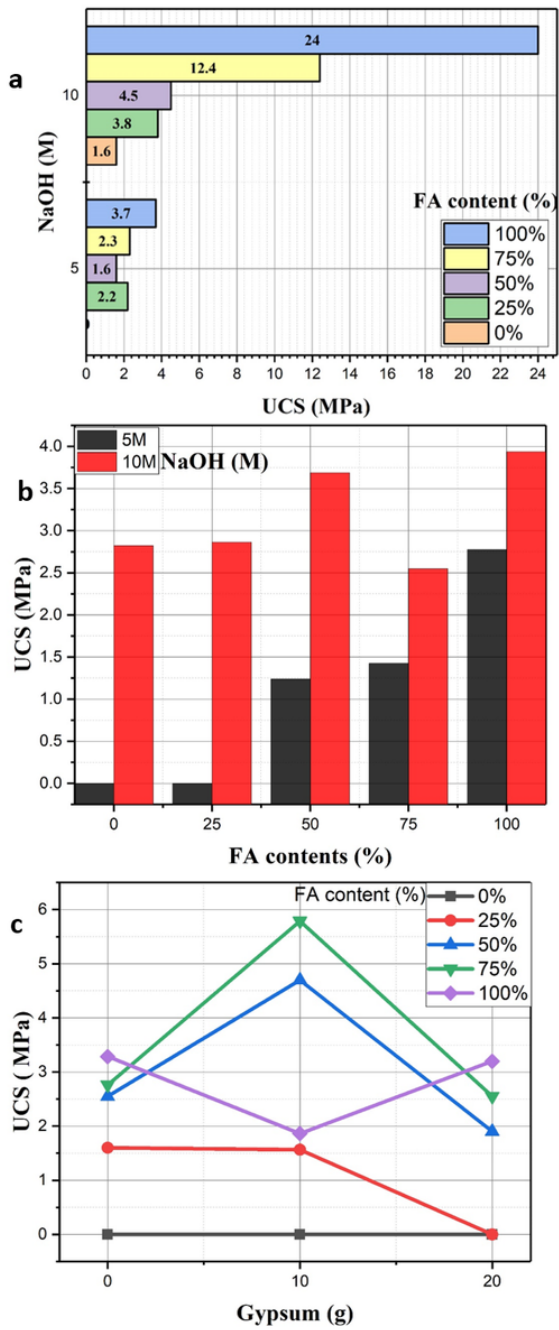 a
NaOH (M)
10
5
24
12.4
4.5
3.8
1.6
3.7
2.3
1.6
2.2
FA content (%)
100%
75%
50%
25%
0%
0 2 4 6 8 10 12 14 16 18 20 22 24
UCS (MPa)
b
5M
10M
NaOH (M)
UCS (MPa)
4.0
3.5
3.0
2.5
2.0
1.5
1.0
0.5
0.0
0 25 50 75 100
FA contents (%)
c
FA content (%)
0%
25%
50%
75%
100%
UCS ( MPa)
6
5
4
3
2
1
0
0 10 20
Gypsum (g)